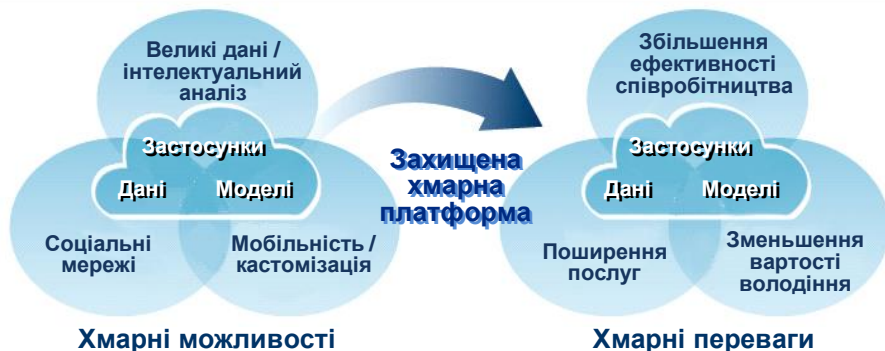 Великі дані /
інтелектуальний
аналіз
Застосунки
Дані Моделі
Соціальні
мережі
Мобільність /
кастомізація
Хмарні можливості
Захищена
хмарна
платформа
Збільшення
ефективності
співробітництва
Застосунки
Дані Моделі
Поширення
послуг
Зменьшення
вартості
володіння
Хмарні переваги